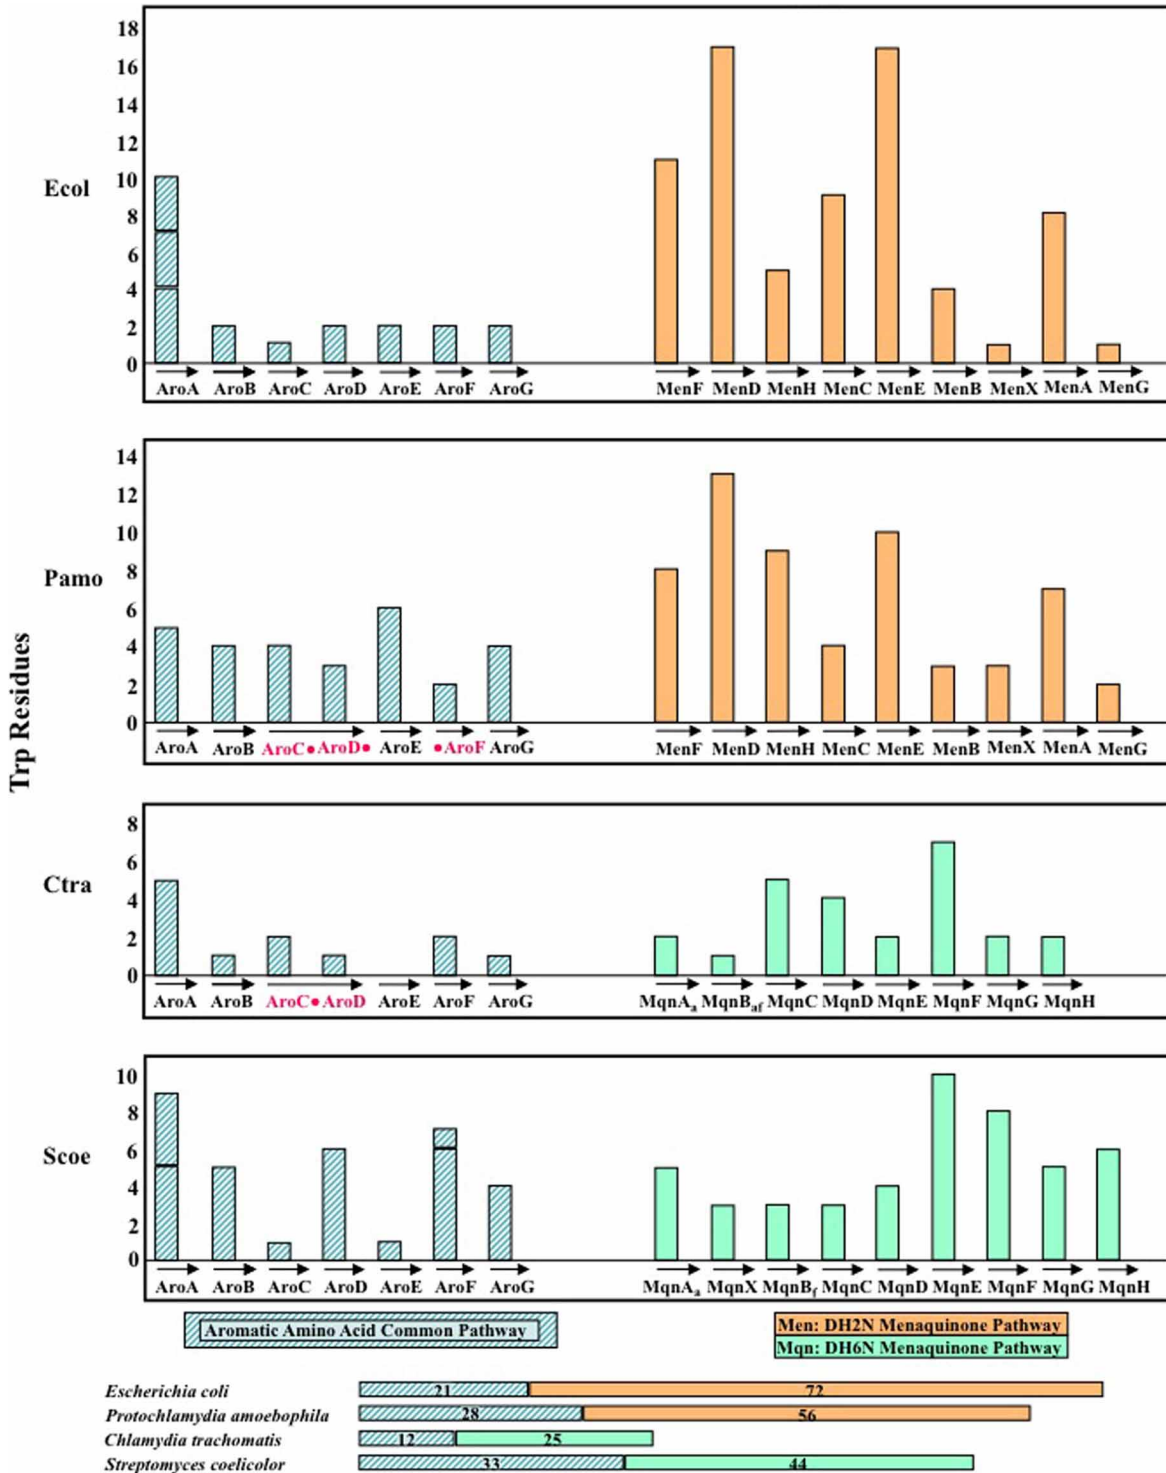 Trp Residues
Ecol
18
16
14
12
10
8
6
4
2
0
AroA AroB AroC AroD AroE AroF AroG MenF MenD MenH MenC MenE MenB MenX MenA MenG
Pamo
14
12
10
8
6
4
2
0
AroA AroB AroC•AroD• AroE •AroF AroG MenF MenD MenH MenC MenE MenB MenX MenA MenG
Ctra
8
6
4
2
0
AroA AroB AroC•AroD AroE AroF AroG MqnAa MqnBaf MqnC MqnD MqnE MqnF MqnG MqnH
Scoe
10
8
6
4
2
0
AroA AroB AroC AroD AroE AroF AroG MqnAa MqnX MqnBf MqnC MqnD MqnE MqnF MqnG MqnH
Aromatic Amino Acid Common Pathway
Men: DH2N Menaquinone Pathway
Mqn: DH6N Menaquinone Pathway
Escherichia coli 21 72
Protochlamydia amoebophila 28 56
Chlamydia trachomatis 12 25
Streptomyces coelicolor 33 44